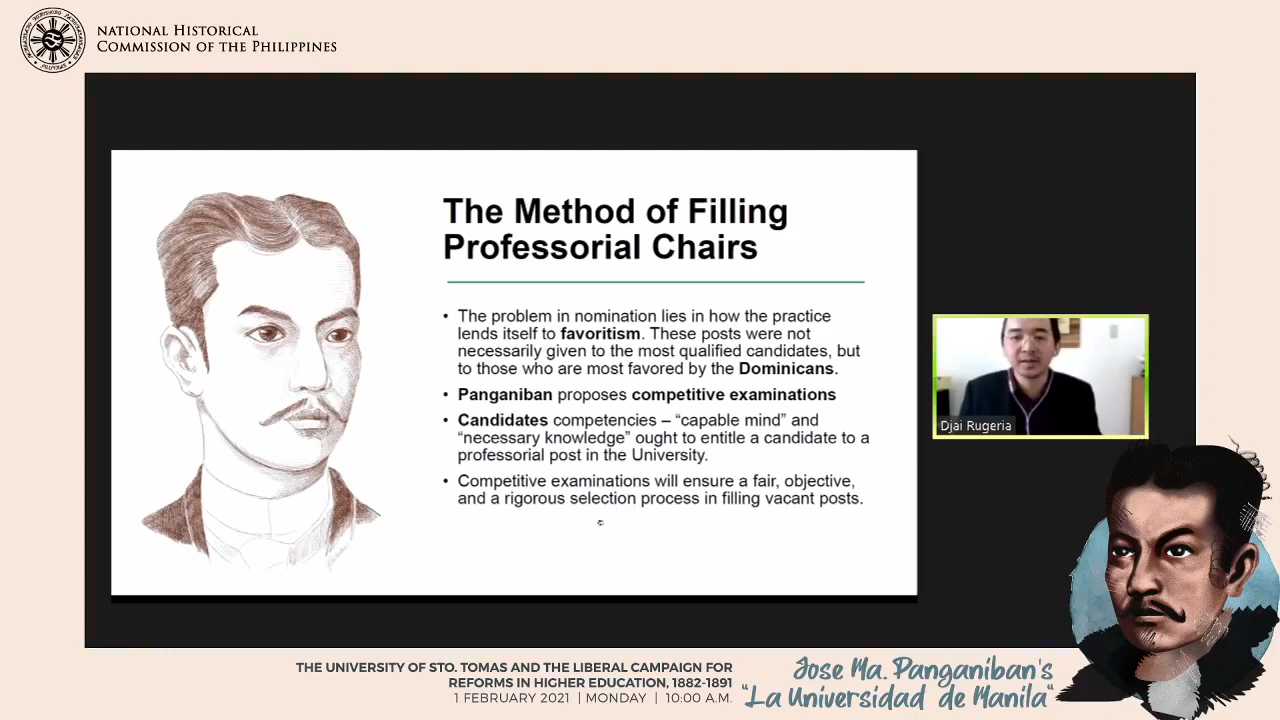 NATIONAL HISTORICAL
COMMISSION OF THE PHILIPPINES
The Method of Filling
Professorial Chairs
• The problem in nomination lies in how the practice
lends itself to favoritism. These posts were not
necessarily given to the most qualified candidates, but
to those who are most favored by the Dominicans.
• Panganiban proposes competitive examinations
• Candidates competencies – “capable mind” and
“necessary knowledge” ought to entitle a candidate to a
professorial post in the University.
• Competitive examinations will ensure a fair, objective,
and a rigorous selection process in filling vacant posts.
Djai Rugeria
THE UNIVERSITY OF STO. TOMAS AND THE LIBERAL CAMPAIGN FOR
REFORMS IN HIGHER EDUCATION, 1882-1891
1 FEBRUARY 2021 | MONDAY | 10:00 A.M.
Jose Ma. Panganiban's
"La Universidad de Manila"